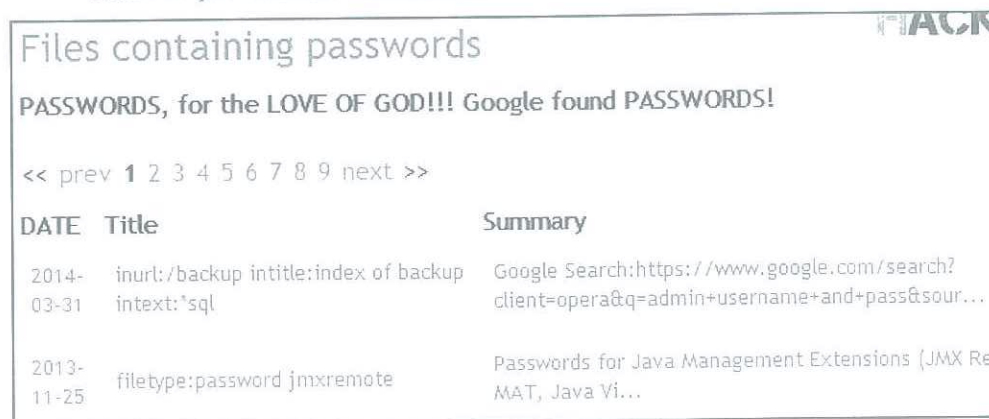 Files containing passwords
PASSWORDS, for the LOVE OF GOD!!! Google found PASSWORDS!
<< prev 1 2 3 4 5 6 7 8 9 next >>
DATE Title Summary
2014-03-31 inurl:/backup intitle:index of backup intext:*sql Google Search:https://www.google.com/search?client=opera&q=admin+username+and+pass&sour...
2013-11-25 filetype:password jmxremote Passwords for Java Management Extensions (JMX Re
MAT, Java Vi...